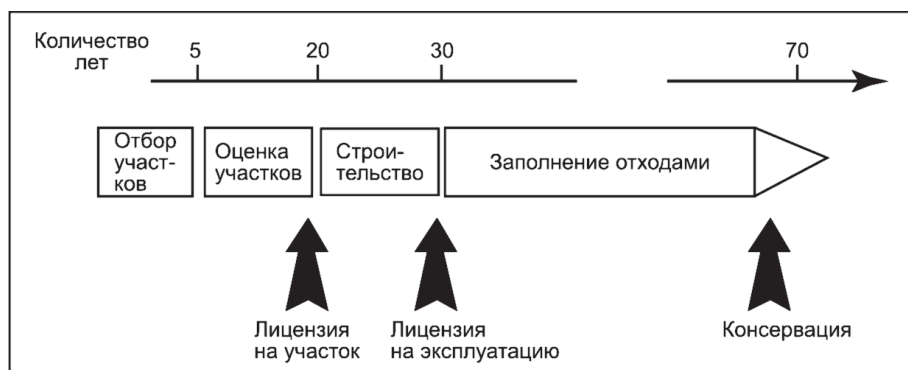 Количество
лет
5 20 30 70
Отбор
участ-
ков
Оценка
участков
Строи-
тельство
Заполнение отходами
Лицензия
на участок
Лицензия
на эксплуатацию
Консервация